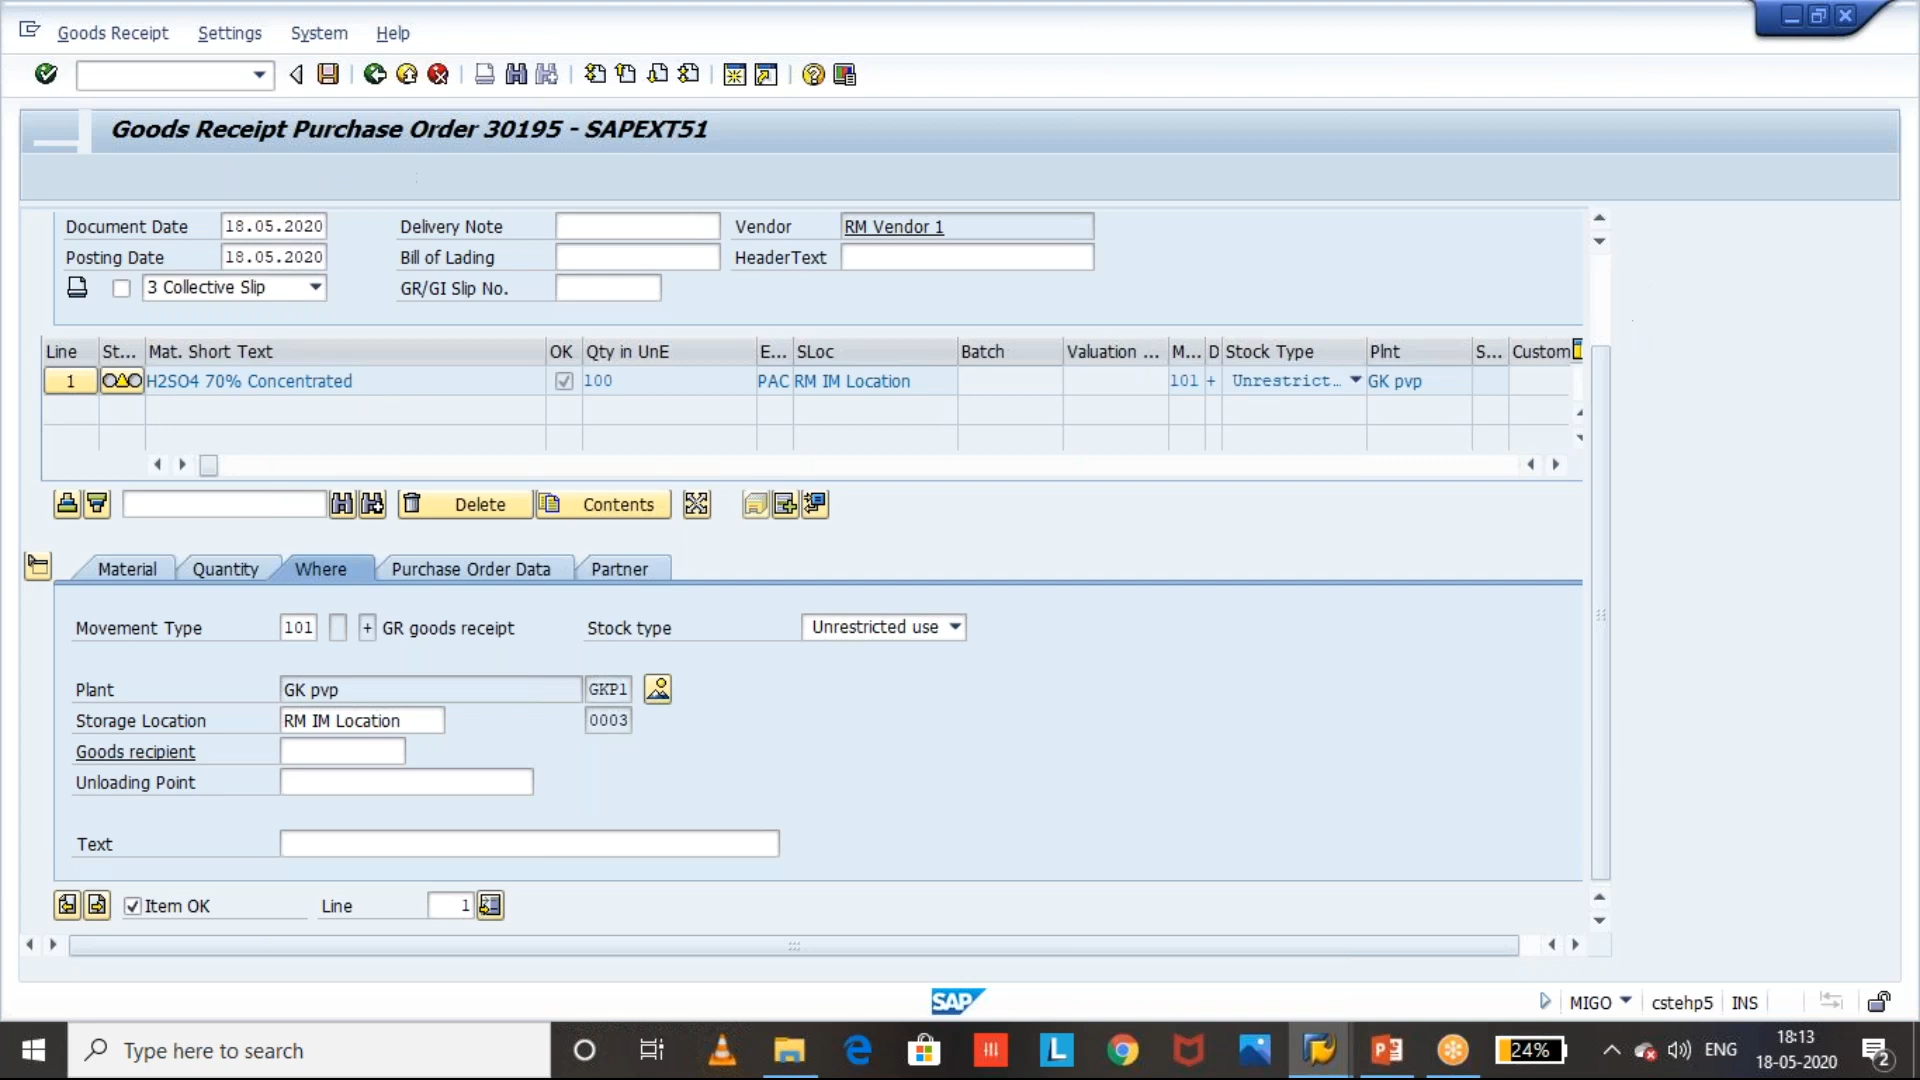 Goods Receipt Settings System Help
Goods Receipt Purchase Order 30195 - SAPEXT51
Document Date 18.05.2020 Delivery Note Vendor RM Vendor 1
Posting Date 18.05.2020 Bill of Lading HeaderText
3 Collective Slip GR/GI Slip No.
Line St... Mat. Short Text OK Qty in UnE E... SLoc Batch Valuation ... M... D Stock Type Plnt S... Custom
1 H2SO4 70% Concentrated 100 PAC RM IM Location 101 + Unrestrict... GK pvp
Delete Contents
Material Quantity Where Purchase Order Data Partner
Movement Type 101 + GR goods receipt Stock type Unrestricted use
Plant GK pvp GKP1
Storage Location RM IM Location 0003
Goods recipient
Unloading Point
Text
Item OK Line 1
SAP MIGO cstehp5 INS
Type here to search L 24% ENG 18:13
18-05-2020 2